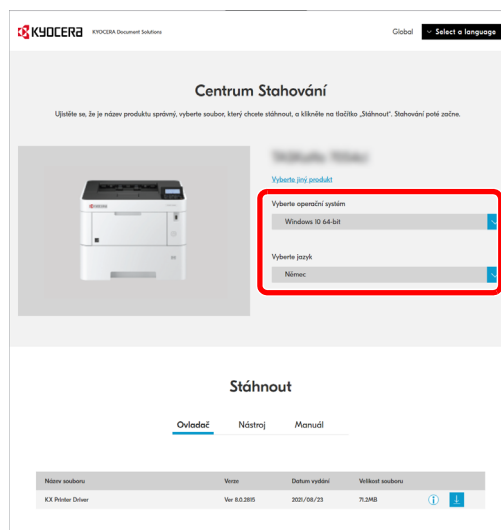 KYOCERA KYOCERA Document Solutions Global Select a language
Centrum Stahování
Ujistěte se, že je název produktu správný, vyberte soubor, který chcete stáhnout, a klikněte na tlačítko „Stáhnout". Stahování poté začne.
Vyberte jiný produkt
Vyberte operační systém
Windows 10 64-bit
Vyberte jazyk
Němec
Stáhnout
Ovladač Nástroj Manuál
Název souboru Verze Datum vydání Velikost souboru
KX Printer Driver Ver 8.0.2815 2021/08/23 71.2MB